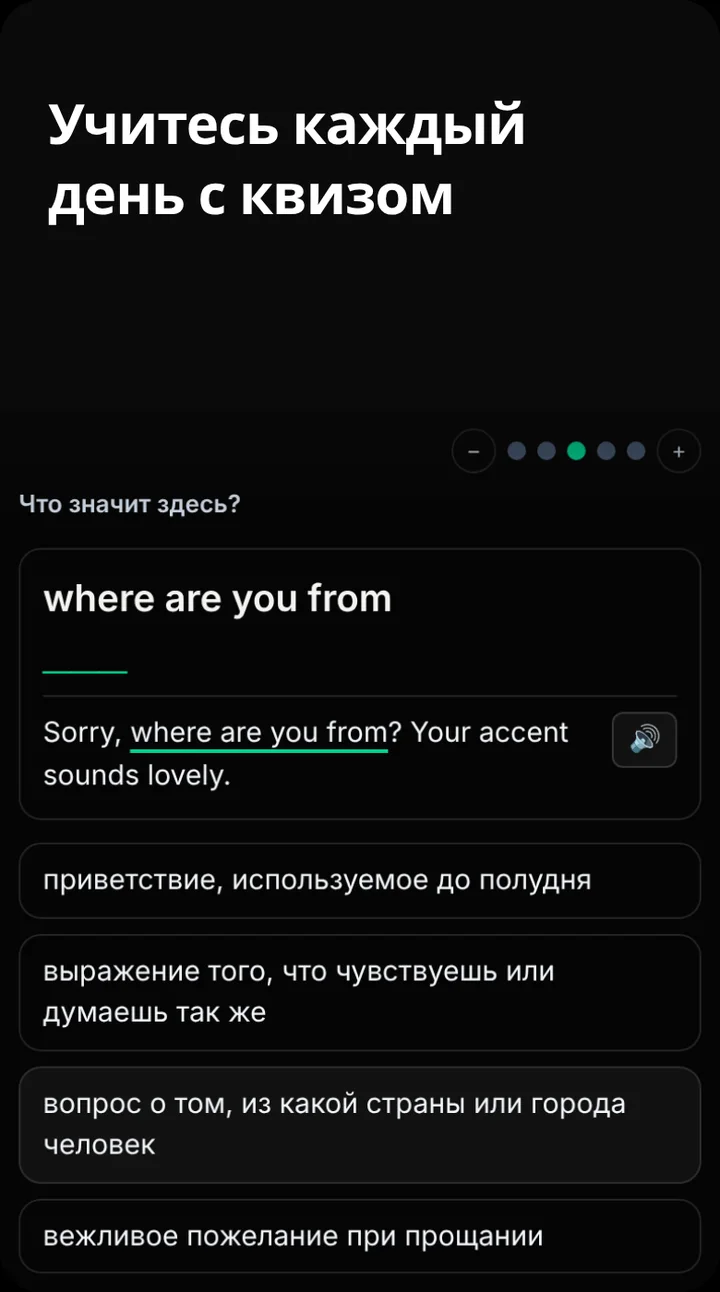 Учитесь каждый
день с квизом
−
+
Что значит здесь?
where are you from
Sorry, where are you from? Your accent
sounds lovely.
приветствие, используемое до полудня
выражение того, что чувствуешь или
думаешь так же
вопрос о том, из какой страны или города
человек
вежливое пожелание при прощании